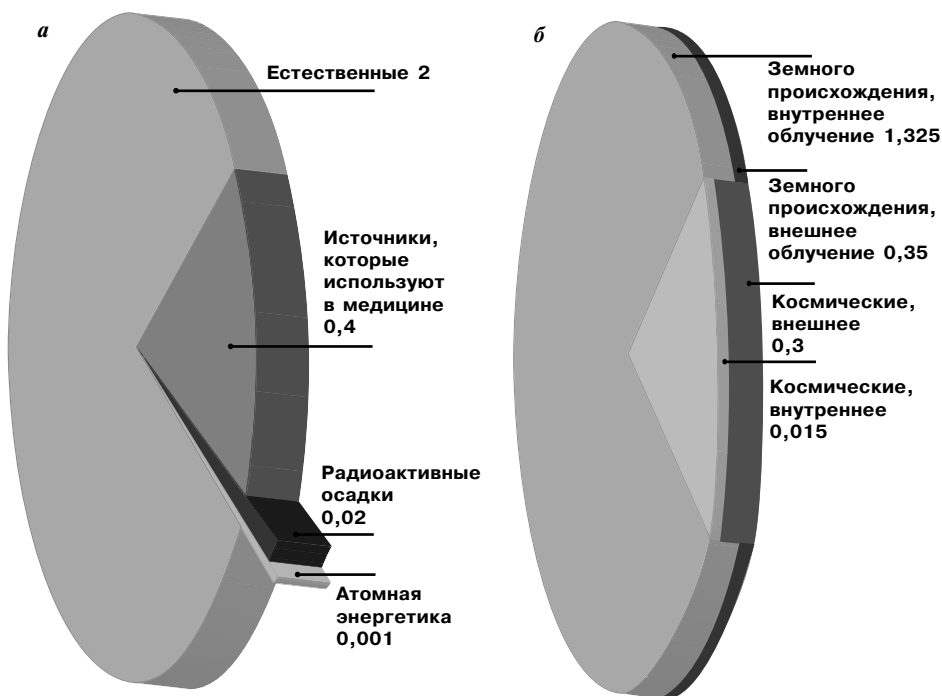 а
Естественные 2
Источники,
которые
используют
в медицине
0,4
Радиоактивные
осадки
0,02
Атомная
энергетика
0,001
б
Земного
происхождения,
внутреннее
облучение 1,325
Земного
происхождения,
внешнее
облучение 0,35
Космические,
внешнее
0,3
Космические,
внутреннее
0,015